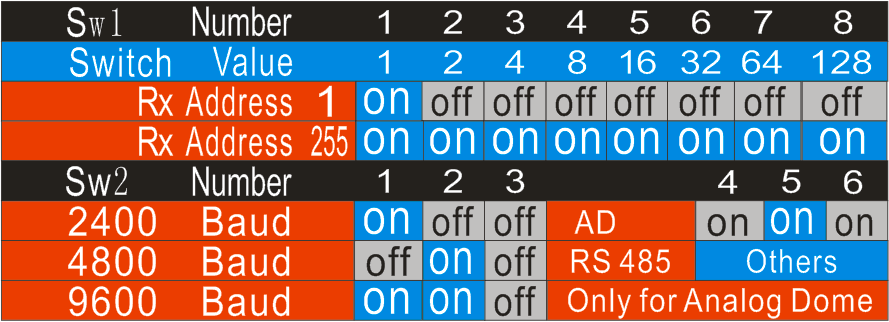 Sw1 Number 1 2 3 4 5 6 7 8
Switch Value 1 2 4 8 16 32 64 128
Rx Address 1 on off off off off off off off
Rx Address 255 on on on on on on on on
Sw2 Number 1 2 3 4 5 6
2400 Baud on off off AD on on on
4800 Baud off on off RS 485 Others
9600 Baud on on off Only for Analog Dome